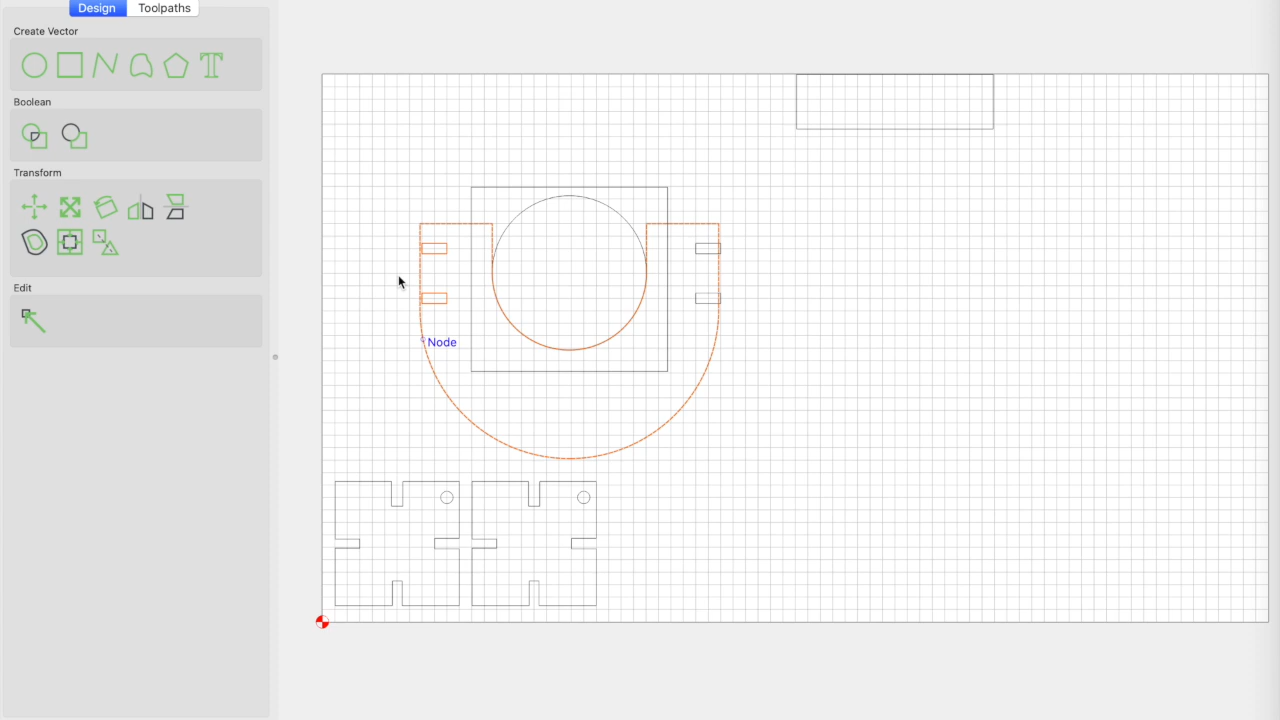 Design
Toolpaths
Create Vector
Boolean
Transform
Edit
Node